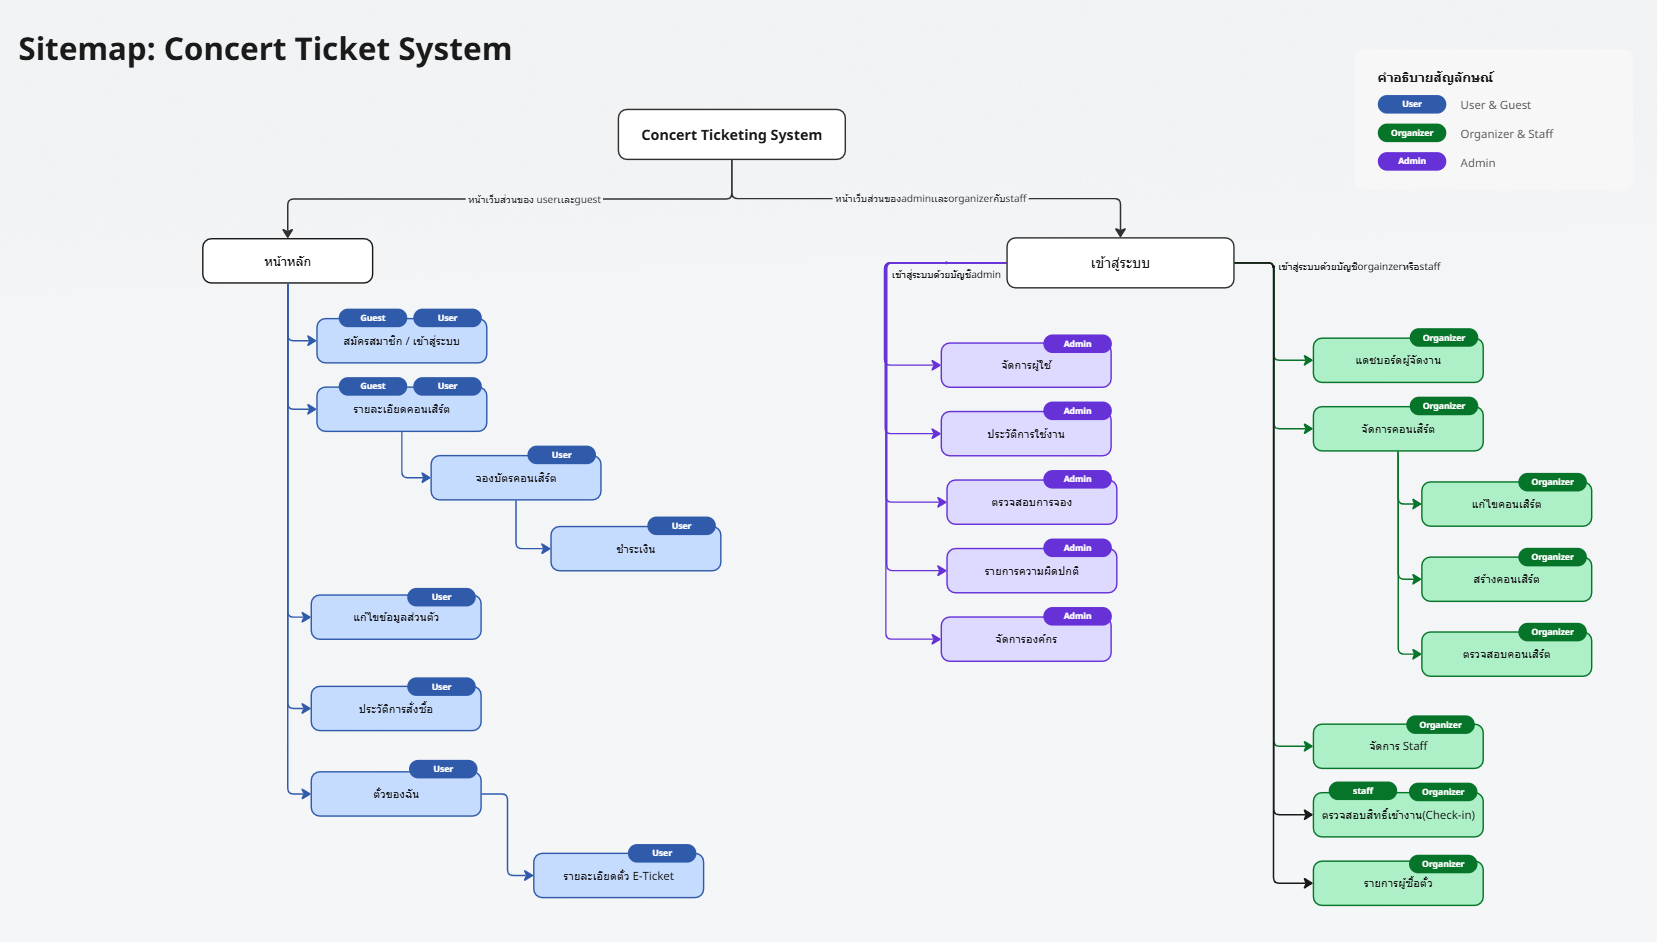 Sitemap: Concert Ticket System
คำอธิบายสัญลักษณ์
User
User & Guest
Organizer
Organizer & Staff
Admin
Admin
Concert Ticketing System
หน้าเว็บส่วนของ userและguest
หน้าเว็บส่วนของadminและorganizerกับstaff
หน้าหลัก
Guest
User
สมัครสมาชิก / เข้าสู่ระบบ
Guest
User
รายละเอียดคอนเสิร์ต
User
จองบัตรคอนเสิร์ต
User
ชำระเงิน
User
แก้ไขข้อมูลส่วนตัว
User
ประวัติการสั่งซื้อ
User
ตั๋วของฉัน
User
รายละเอียดตั๋ว E-Ticket
เข้าสู่ระบบ
เข้าสู่ระบบด้วยบัญชีadmin
เข้าสู่ระบบด้วยบัญชีorgainzerหรือstaff
Admin
จัดการผู้ใช้
Admin
ประวัติการใช้งาน
Admin
ตรวจสอบการจอง
Admin
รายการความผิดปกติ
Admin
จัดการองค์กร
Organizer
แดชบอร์ดผู้จัดงาน
Organizer
จัดการคอนเสิร์ต
Organizer
แก้ไขคอนเสิร์ต
Organizer
สร้างคอนเสิร์ต
Organizer
ตรวจสอบคอนเสิร์ต
Organizer
จัดการ Staff
staff
Organizer
ตรวจสอบสิทธิ์เข้างาน(Check-in)
Organizer
รายการผู้ซื้อตั๋ว